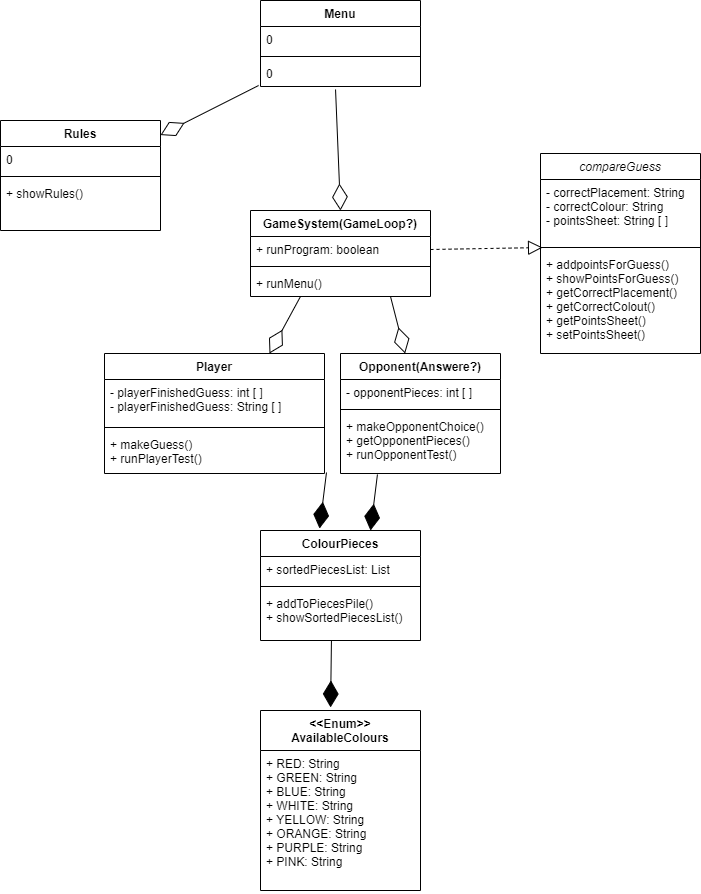 Menu
0
0
Rules
0
+ showRules()
compareGuess
- correctPlacement: String
- correctColour: String
- pointsSheet: String [ ]
+ addpointsForGuess()
+ showPointsForGuess()
+ getCorrectPlacement()
+ getCorrectColout()
+ getPointsSheet()
+ setPointsSheet()
GameSystem(GameLoop?)
+ runProgram: boolean
+ runMenu()
Player
- playerFinishedGuess: int [ ]
- playerFinishedGuess: String [ ]
+ makeGuess()
+ runPlayerTest()
Opponent(Answere?)
- opponentPieces: int [ ]
+ makeOpponentChoice()
+ getOpponentPieces()
+ runOpponentTest()
ColourPieces
+ sortedPiecesList: List
+ addToPiecesPile()
+ showSortedPiecesList()
<<Enum>>
AvailableColours
+ RED: String
+ GREEN: String
+ BLUE: String
+ WHITE: String
+ YELLOW: String
+ ORANGE: String
+ PURPLE: String
+ PINK: String